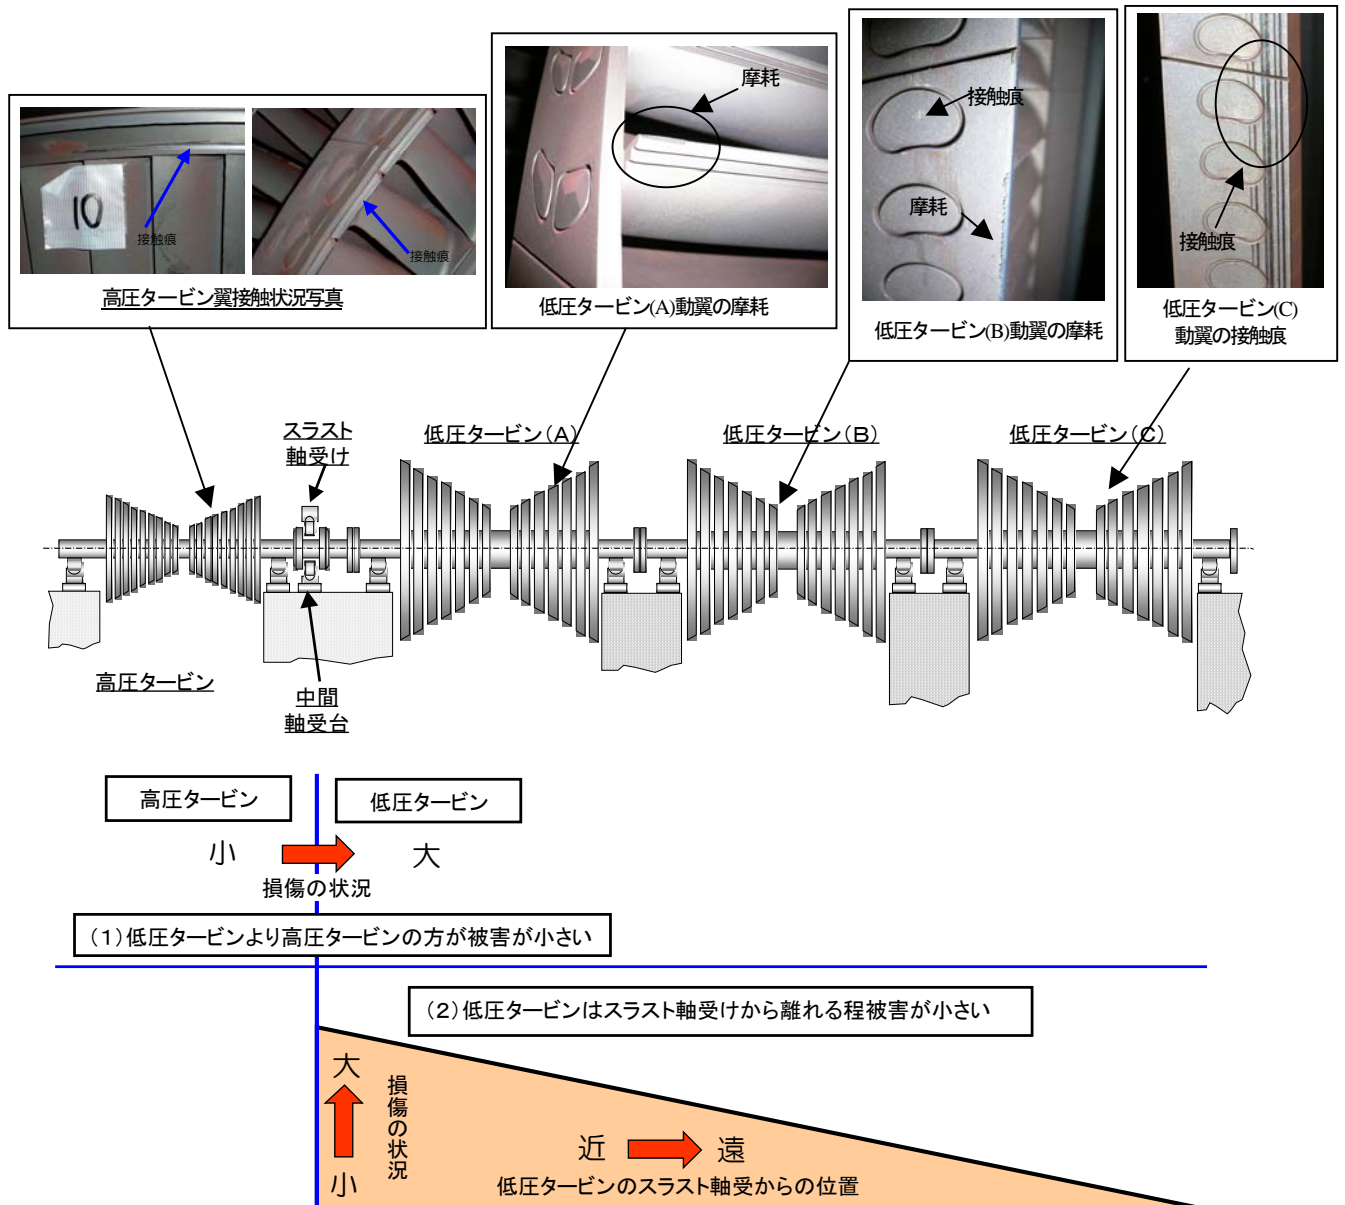 摩耗
接触痕
摩耗
接触痕
10
接触痕
接触痕
高圧タービン翼接触状況写真
低圧タービン(A)動翼の摩耗
低圧タービン(B)動翼の摩耗
低圧タービン(C)
動翼の接触痕
スラスト
軸受け
低圧タービン(A)
低圧タービン(B)
低圧タービン(C)
高圧タービン
中間
軸受台
高圧タービン
低圧タービン
小
大
損傷の状況
(1)低圧タービンより高圧タービンの方が被害が小さい
(2)低圧タービンはスラスト軸受けから離れる程被害が小さい
大
損傷の状況
小
近
遠
低圧タービンのスラスト軸受からの位置